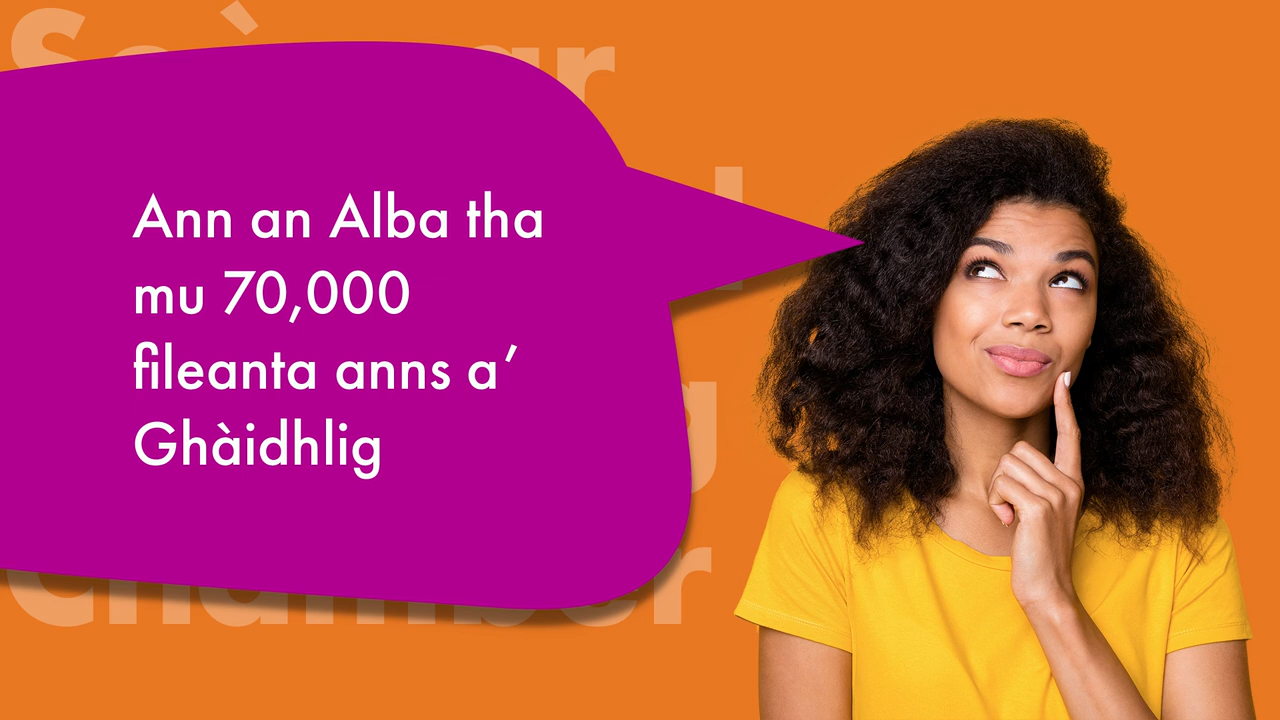 Ann an Alba tha
mu 70,000
fileanta anns a’
Ghàidhlig